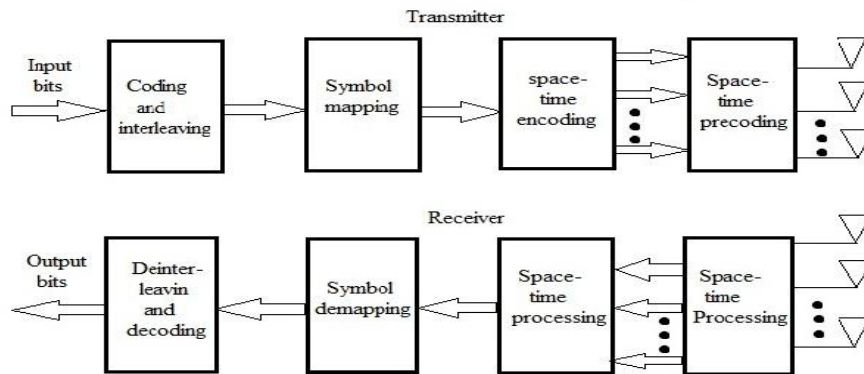 Transmitter
Input
bits
Coding
and
interleaving
Symbol
mapping
space-
time
encoding
Space-
time
precoding
Receiver
Output
bits
Deinter-
leavin
and
decoding
Symbol
demapping
Space-
time
processing
Space-
time
Processing